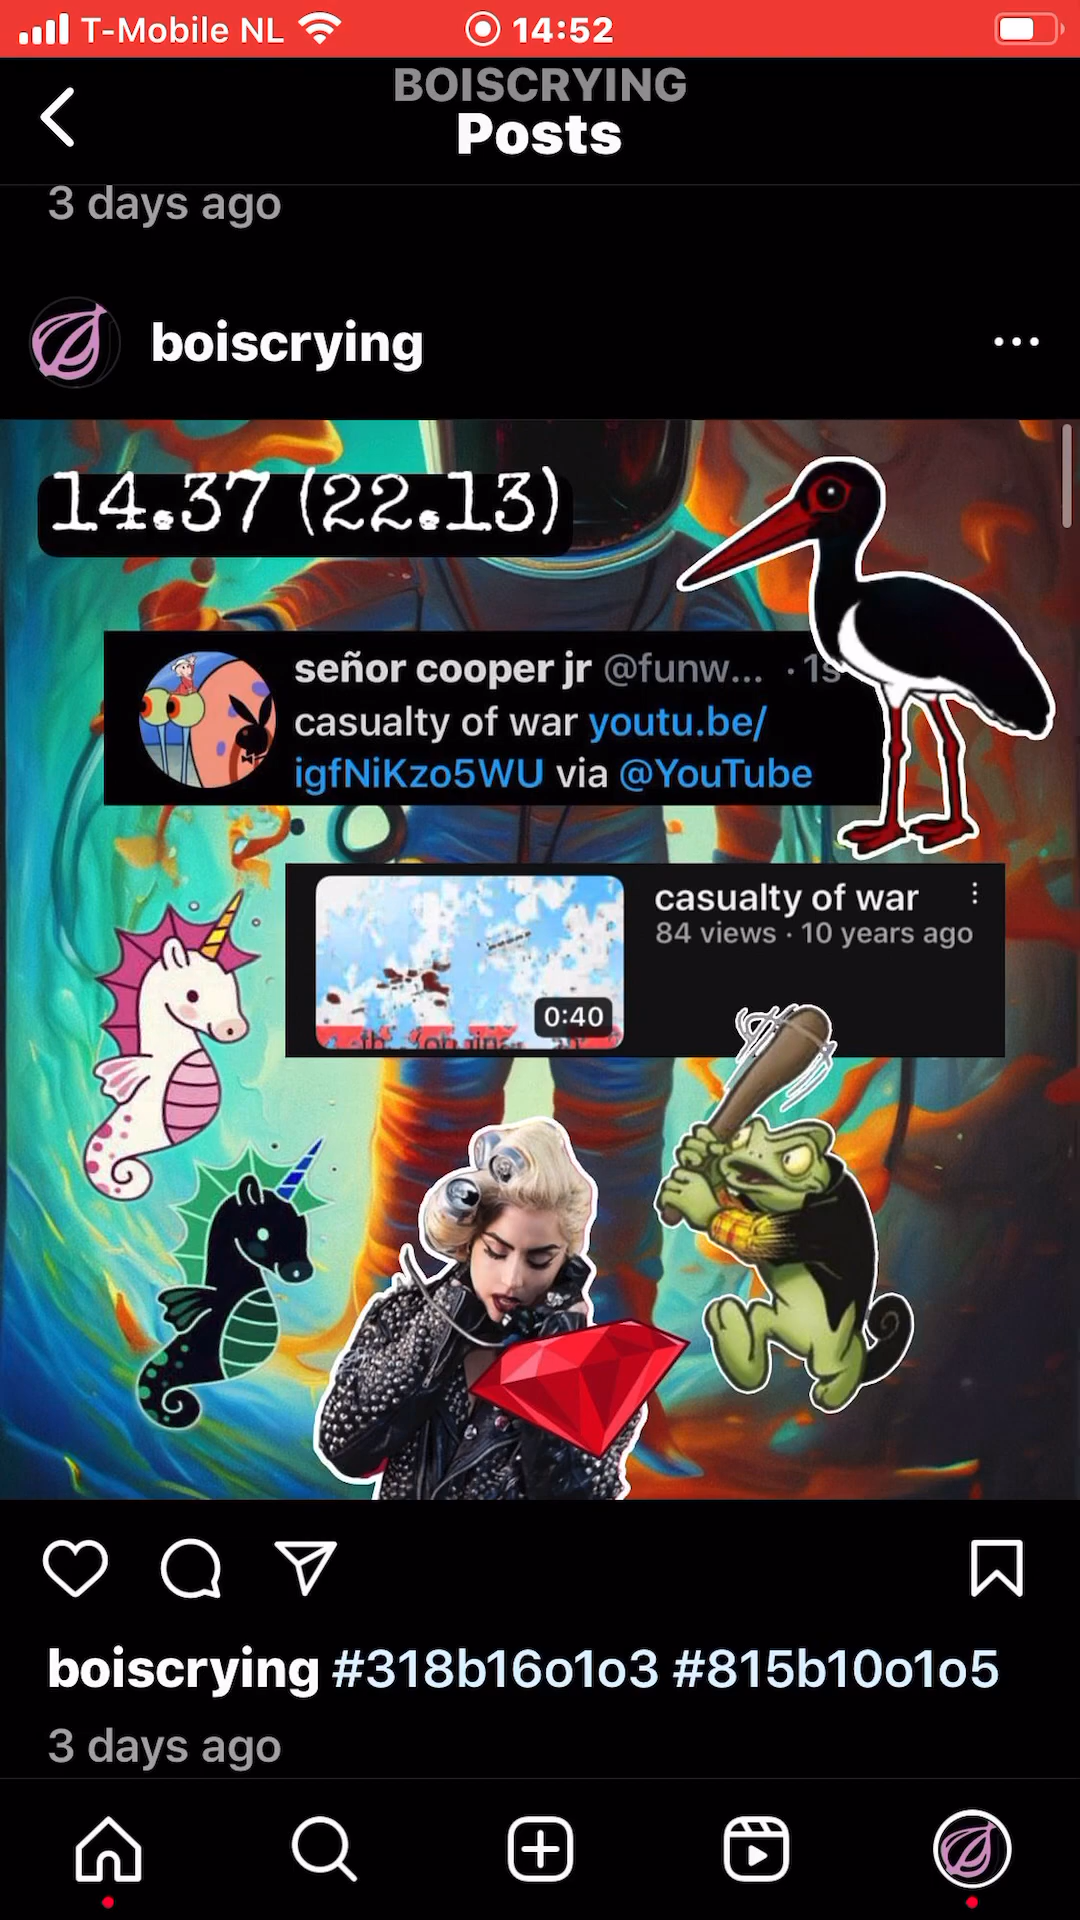 T-Mobile NL 14:52
BOISCRYING
Posts
3 days ago
boiscrying
14.37 (22.13)
señor cooper jr @funw... · 1s
casualty of war youtu.be/
igfNiKzo5WU via @YouTube
casualty of war
84 views · 10 years ago
0:40
boiscrying #318b16o1o3 #815b10o1o5
3 days ago